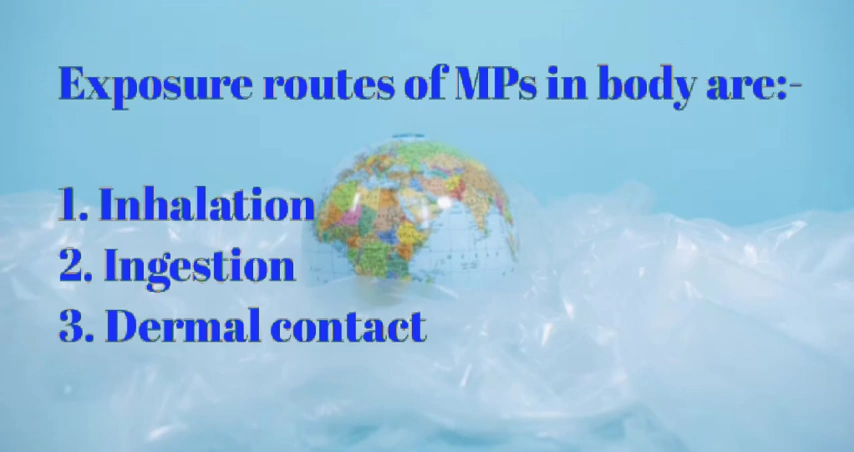 Exposure routes of MPs in body are:-
1. Inhalation
2. Ingestion
3. Dermal contact